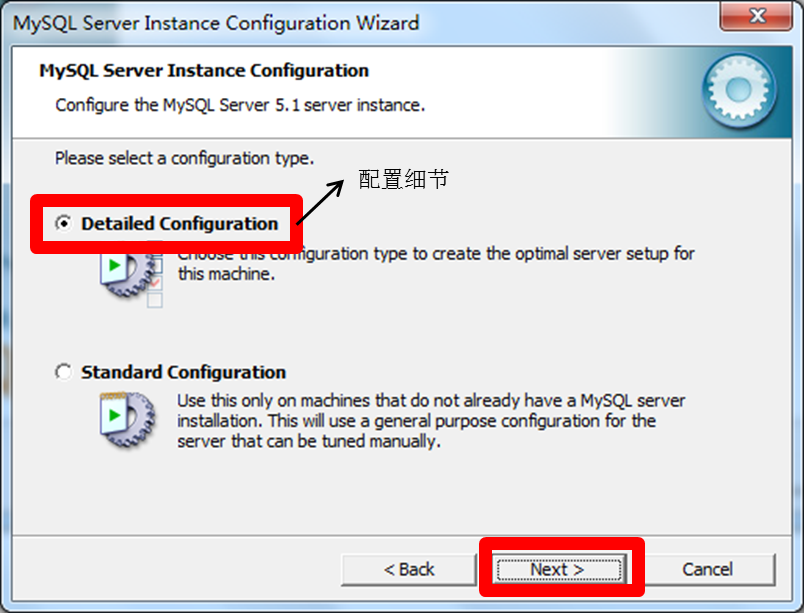 MySQL Server Instance Configuration Wizard
MySQL Server Instance Configuration
Configure the MySQL Server 5.1 server instance.
Please select a configuration type.
配置细节
Detailed Configuration
Choose this configuration type to create the optimal server setup for
this machine.
Standard Configuration
Use this only on machines that do not already have a MySQL server
installation. This will use a general purpose configuration for the
server that can be tuned manually.
< Back
Next >
Cancel